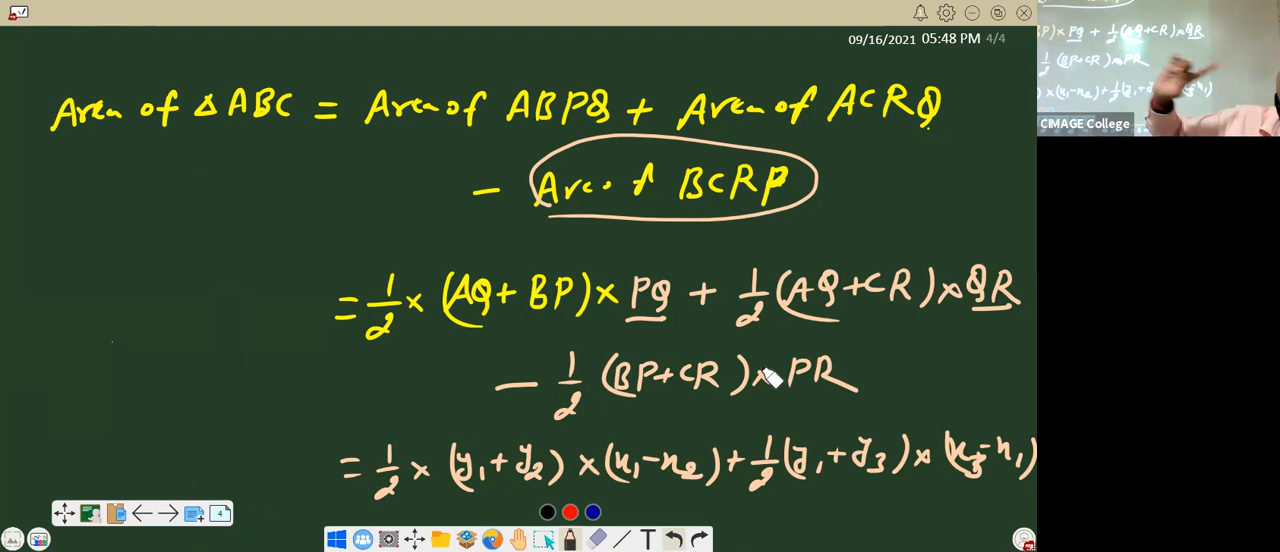 09/16/2021 05:48 PM 4/4
Area of △ABC = Area of ABPQ + Area of ACRQ
− Area of BCRP
= 1/2 × (AQ + BP) × PQ + 1/2 (AQ + CR) × QR
− 1/2 (BP + CR) × PR
= 1/2 × (y₁ + y₂) × (x₁ − x₂) + 1/2 (y₁ + y₃) × (x₃ − x₁)
CIMAGE College
4
T